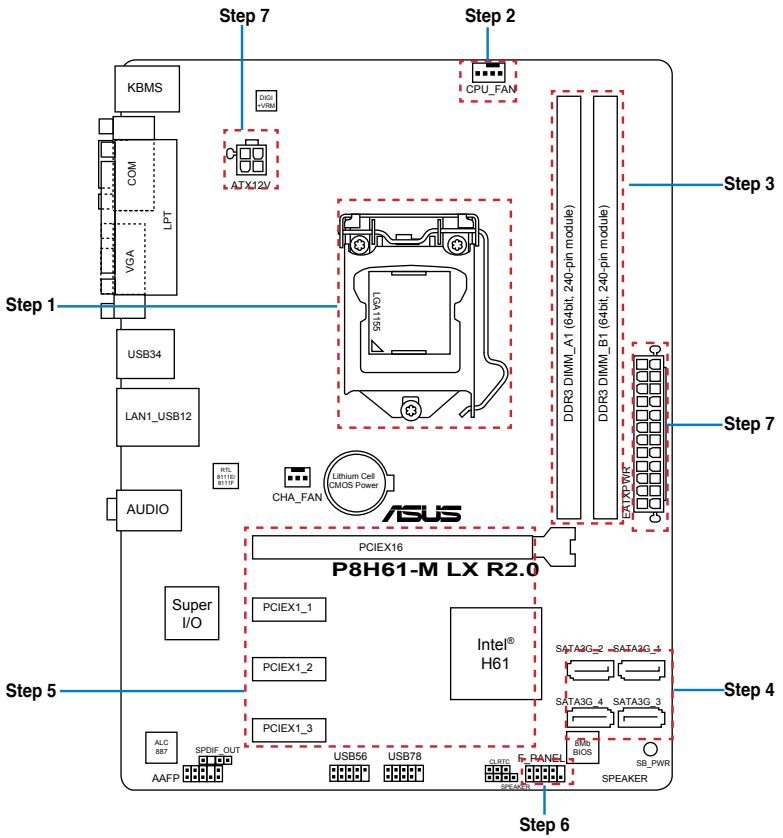 Step 7
Step 2
KBMS
DIGI
+VRM
CPU_FAN
ATX12V
COM
LPT
VGA
Step 3
DDR3 DIMM_A1 (64bit, 240-pin module)
DDR3 DIMM_B1 (64bit, 240-pin module)
Step 1
LGA1155
USB34
LAN1_USB12
Step 7
EATXPWR
RTL
8111E/
8111F
CHA_FAN
Lithium Cell
CMOS Power
AUDIO
ASUS
PCIEX16
P8H61-M LX R2.0
Super
I/O
PCIEX1_1
Intel®
H61
SATA3G_2
SATA3G_1
PCIEX1_2
Step 5
Step 4
SATA3G_4
SATA3G_3
PCIEX1_3
ALC
887
SPDIF_OUT
AAFP
USB56
USB78
CLRTC
SPEAKER
F_PANEL
8Mb
BIOS
SB_PWR
SPEAKER
Step 6